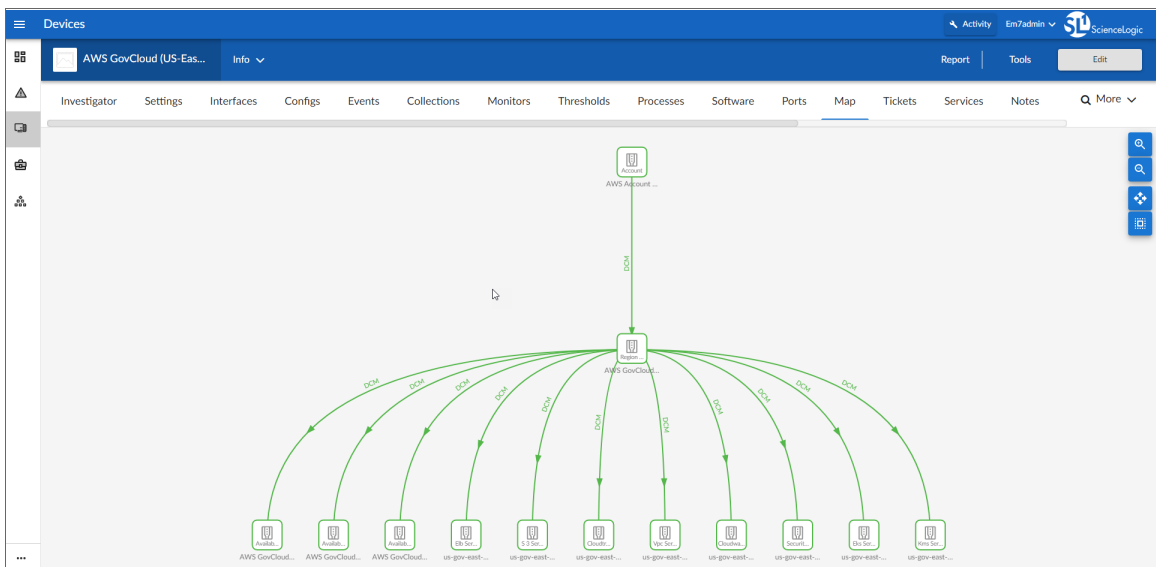 Devices
Activity
Em7admin
SL1
ScienceLogic
AWS GovCloud (US-Eas...
Info
Report
Tools
Edit
Investigator Settings Interfaces Configs Events Collections Monitors Thresholds Processes Software Ports Map Tickets Services Notes More
Account
AWS Account ...
DCM
Region ...
AWS GovCloud...
DCM DCM DCM DCM DCM DCM DCM DCM DCM DCM DCM
Availab... Availab... Availab... Elb Ser... S-3 Ser... Cloudtr... Vpc Ser... Cloudwa... Securit... Eks Ser... Kms Ser...
AWS GovCloud... AWS GovCloud... AWS GovCloud... us-gov-east-... us-gov-east-... us-gov-east-... us-gov-east-... us-gov-east-... us-gov-east-... us-gov-east-... us-gov-east-...